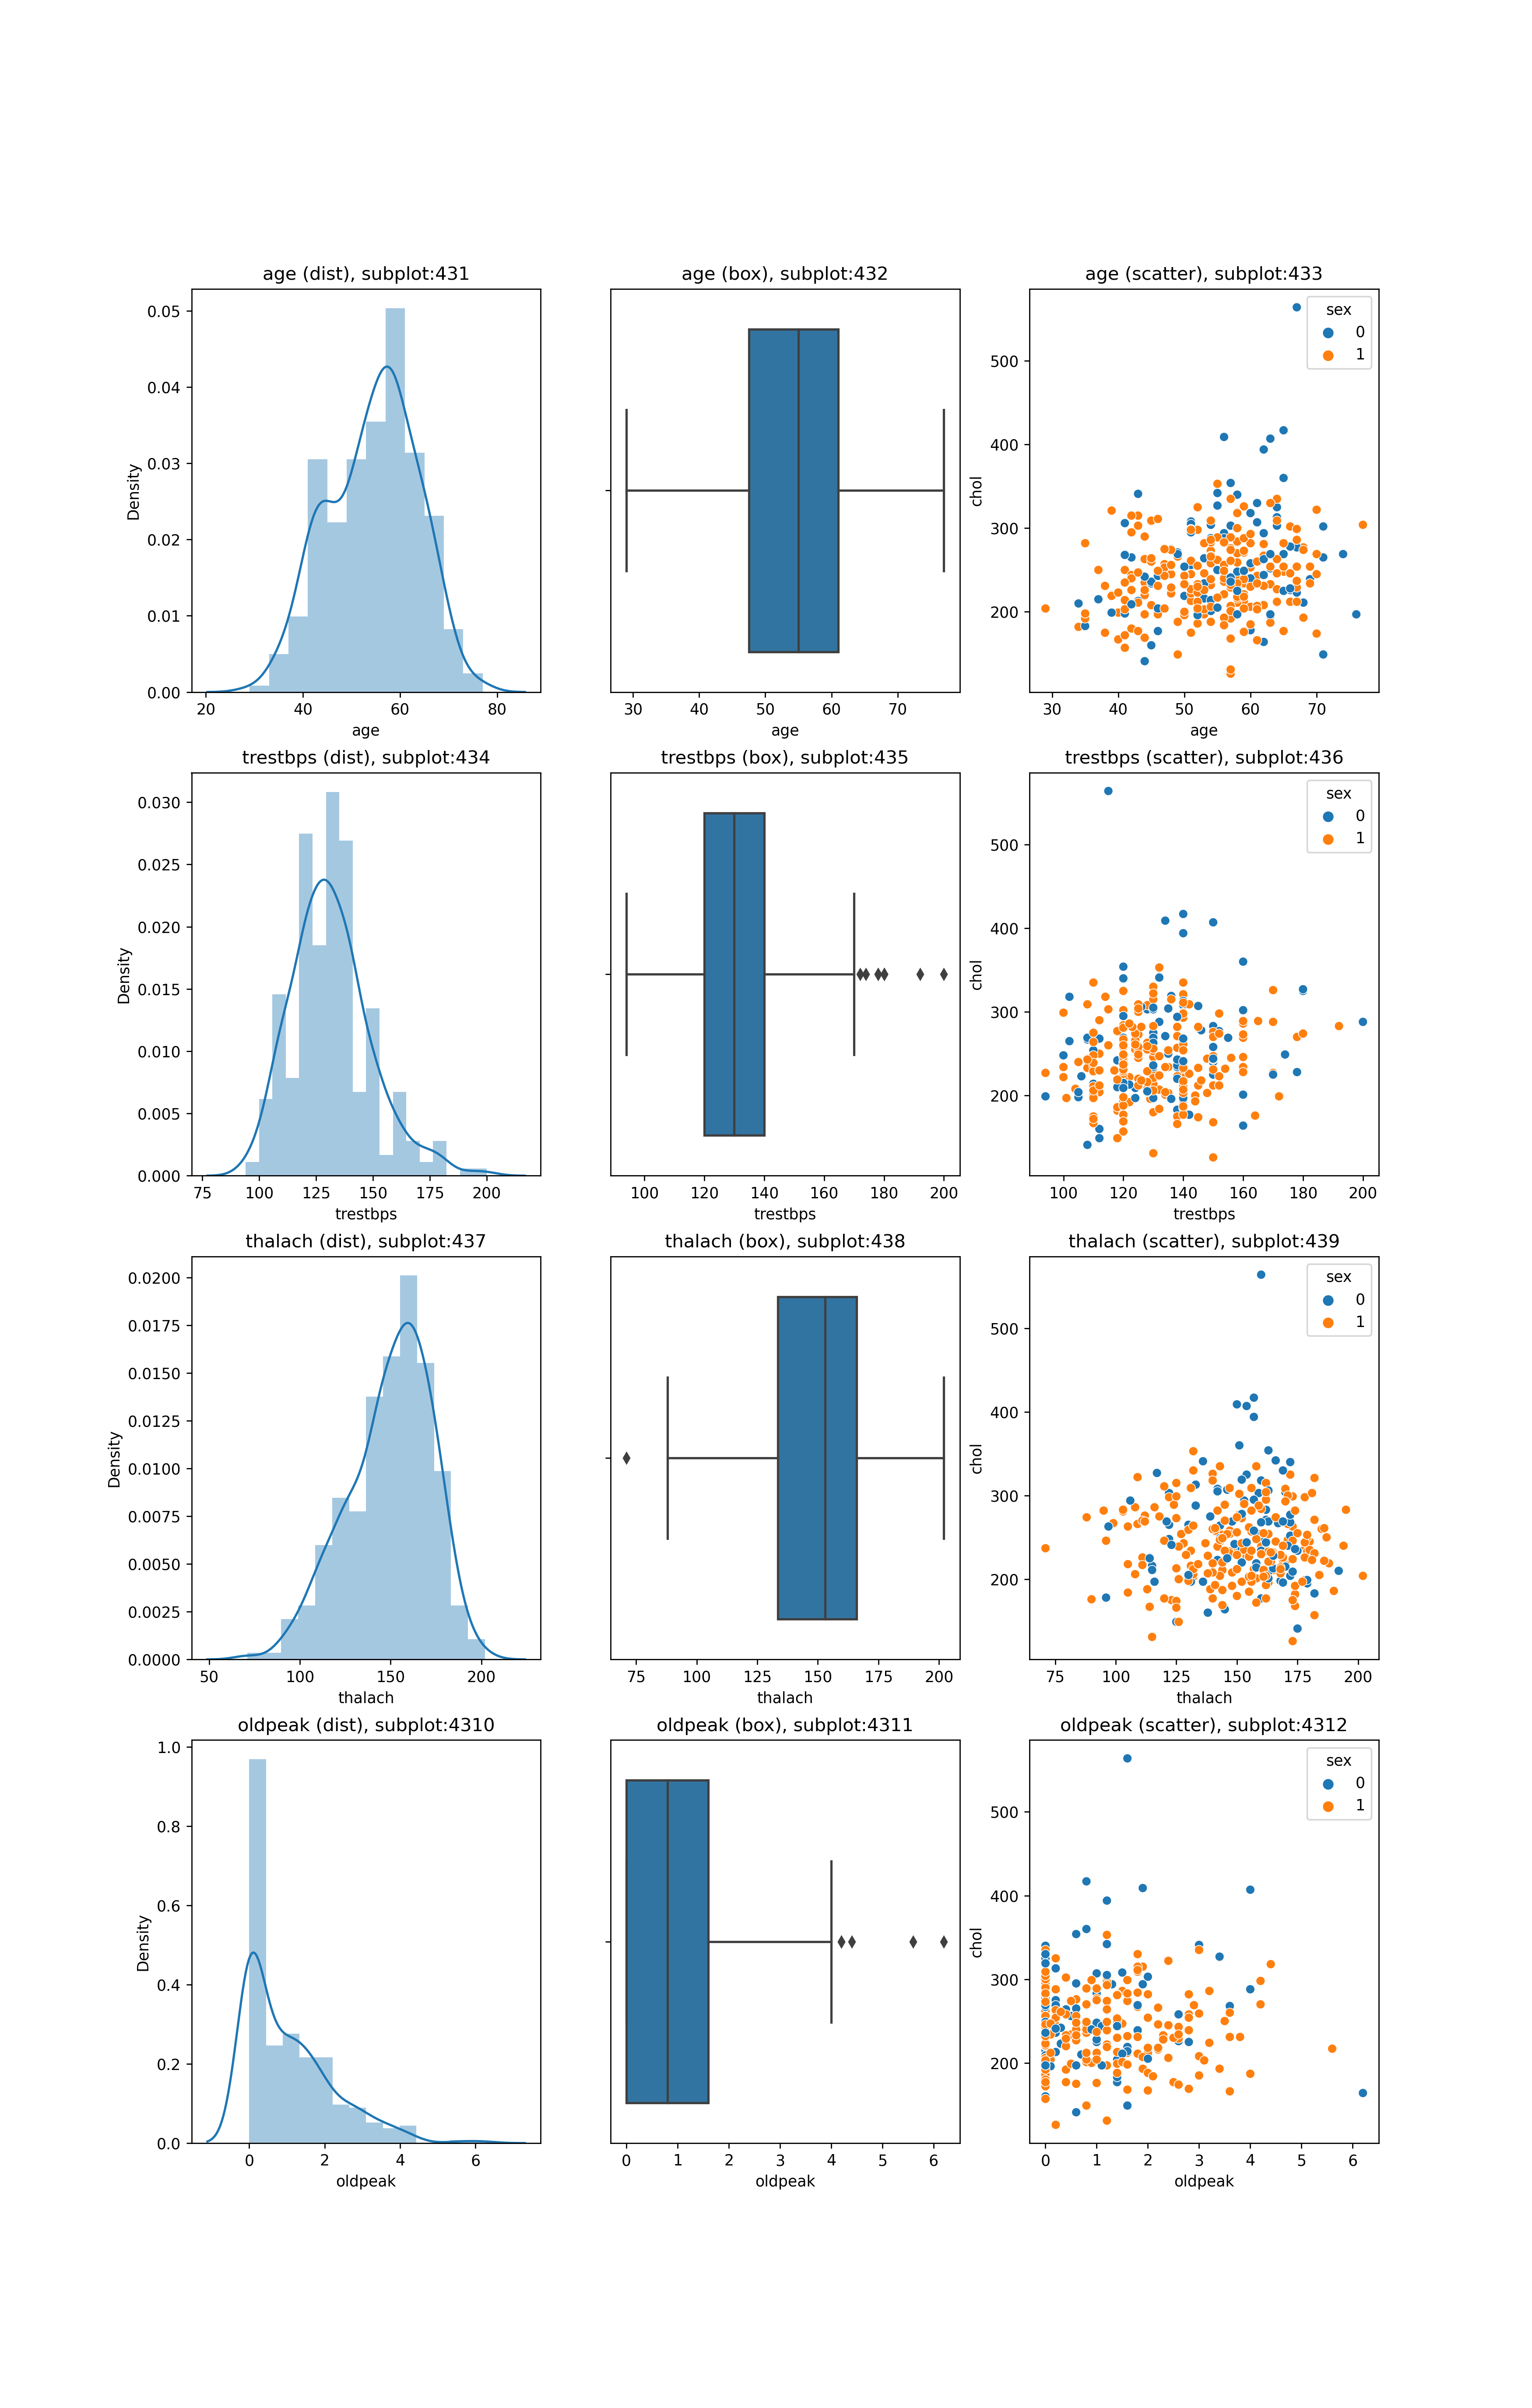 age (dist), subplot:431
0.05
0.04
0.03
0.02
0.01
0.00
Density
20 40 60 80
age
age (box), subplot:432
30 40 50 60 70
age
age (scatter), subplot:433
sex
0
1
500
400
300
200
chol
30 40 50 60 70
age
trestbps (dist), subplot:434
0.030
0.025
0.020
0.015
0.010
0.005
0.000
Density
75 100 125 150 175 200
trestbps
trestbps (box), subplot:435
100 120 140 160 180 200
trestbps
trestbps (scatter), subplot:436
sex
0
1
500
400
300
200
chol
100 120 140 160 180 200
trestbps
thalach (dist), subplot:437
0.0200
0.0175
0.0150
0.0125
0.0100
0.0075
0.0050
0.0025
0.0000
Density
50 100 150 200
thalach
thalach (box), subplot:438
75 100 125 150 175 200
thalach
thalach (scatter), subplot:439
sex
0
1
500
400
300
200
chol
75 100 125 150 175 200
thalach
oldpeak (dist), subplot:4310
1.0
0.8
0.6
0.4
0.2
0.0
Density
0 2 4 6
oldpeak
oldpeak (box), subplot:4311
0 1 2 3 4 5 6
oldpeak
oldpeak (scatter), subplot:4312
sex
0
1
500
400
300
200
chol
0 1 2 3 4 5 6
oldpeak